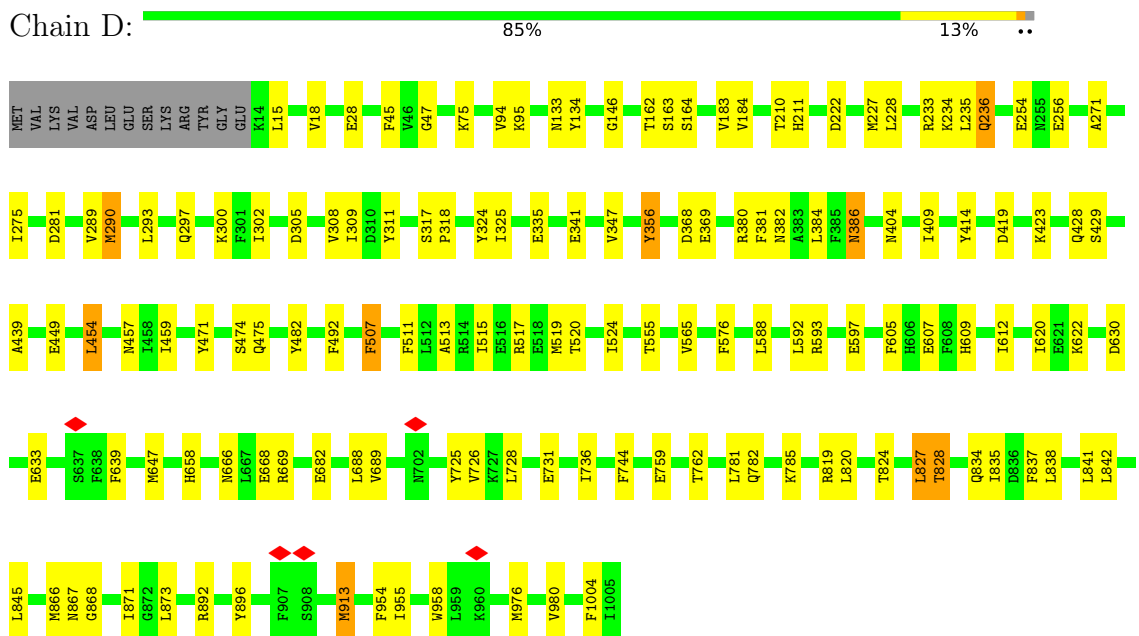 Chain D:
85% 13% ••
MET VAL LYS VAL ASP LEU GLU SER LYS ARG TYR GLY GLU K14 L15 V18 E28 F45 V46 G47 K75 V94 K95 N133 Y134 G146 T162 S163 S164 V183 V184 T210 H211 D222 M227 L228 R233 K234 L235 Q236 E254 N255 E256 A271
I275 D281 V289 M290 L293 Q297 K300 F301 I302 D305 V308 I309 D310 Y311 S317 P318 Y324 I325 E335 E341 V347 Y356 D368 E369 R380 F381 N382 A383 L384 F385 N386 N404 I409 Y414 D419 K423 Q428 S429
A439 E449 L454 N457 I458 I459 Y471 S474 Q475 Y482 F492 F507 F511 L512 A513 R514 I515 E516 R517 E518 M519 T520 I524 T555 V565 F576 L588 L592 R593 E597 F605 H606 E607 F608 H609 I612 I620 E621 K622 D630
E633 S637 F638 F639 M647 H658 N666 L667 E668 R669 E682 L688 V689 N702 Y725 V726 K727 L728 E731 I736 F744 E759 T762 L781 Q782 K785 R819 L820 T824 L827 T828 Q834 I835 D836 F837 L838 L841 L842
L845 M866 N867 G868 I871 G872 L873 R892 Y896 F907 S908 M913 F954 I955 W958 L959 K960 M976 V980 F1004 I1005